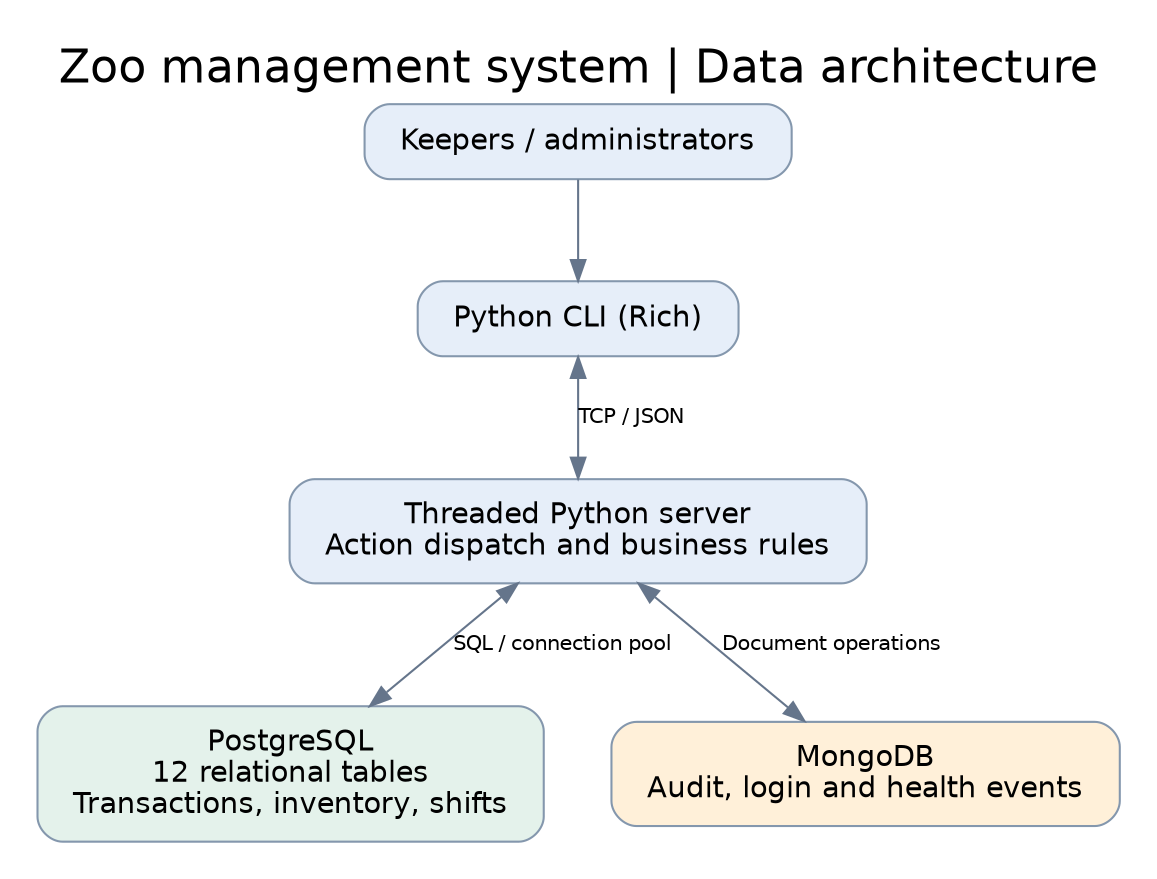 Zoo management system | Data architecture
Keepers / administrators
Python CLI (Rich)
TCP / JSON
Threaded Python server
Action dispatch and business rules
SQL / connection pool
Document operations
PostgreSQL
12 relational tables
Transactions, inventory, shifts
MongoDB
Audit, login and health events